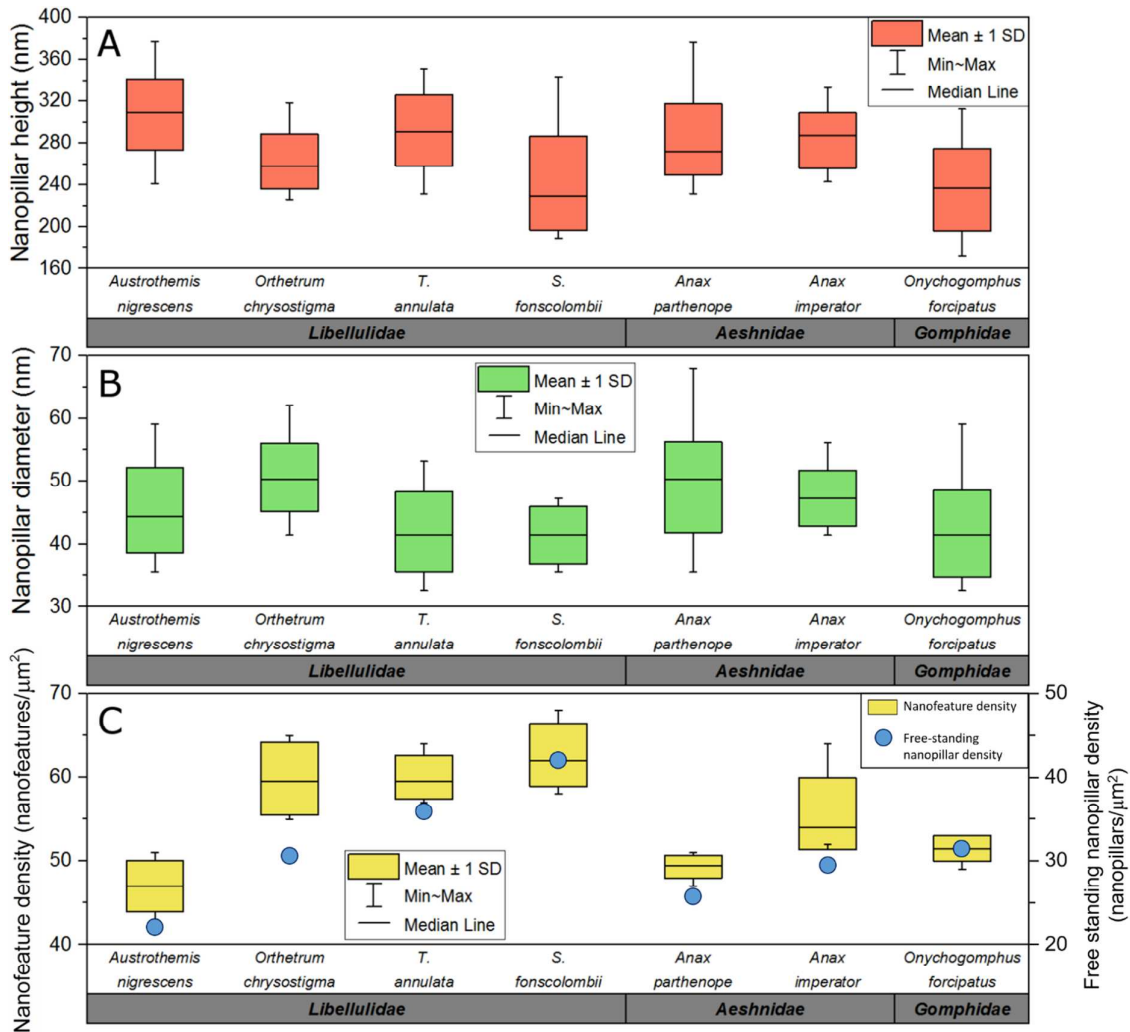 A
Nanopillar height (nm)
400
360
320
280
240
200
160
Mean ± 1 SD
Min~Max
Median Line
Austrothemis Orthetrum T. S. Anax Anax Onychogomphus
nigrescens chrysostigma annulata fonscolombii parthenope imperator forcipatus
Libellulidae Aeshnidae Gomphidae
B
Nanopillar diameter (nm)
70
60
50
40
30
Mean ± 1 SD
Min~Max
Median Line
Austrothemis Orthetrum T. S. Anax Anax Onychogomphus
nigrescens chrysostigma annulata fonscolombii parthenope imperator forcipatus
Libellulidae Aeshnidae Gomphidae
C
Nanofeature density (nanofeatures/μm²)
70
60
50
40
Mean ± 1 SD
Min~Max
Median Line
Nanofeature density
Free-standing
nanopillar density
50
40
30
20
Free standing nanopillar density
(nanopillars/μm²)
Austrothemis Orthetrum T. S. Anax Anax Onychogomphus
nigrescens chrysostigma annulata fonscolombii parthenope imperator forcipatus
Libellulidae Aeshnidae Gomphidae